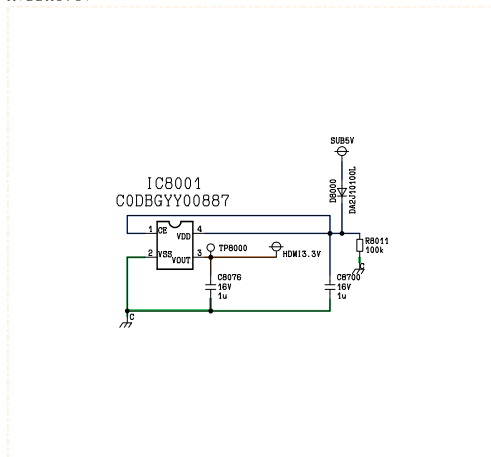 SUB5V
D8000
DA2J10100L
IC8001
C0DBGYY00887
1 CE VDD 4
2 VSS VOUT 3
TP8000
HDMI3.3V
R8011
100k
C
C8076
16V
1u
C8700
16V
1u
C